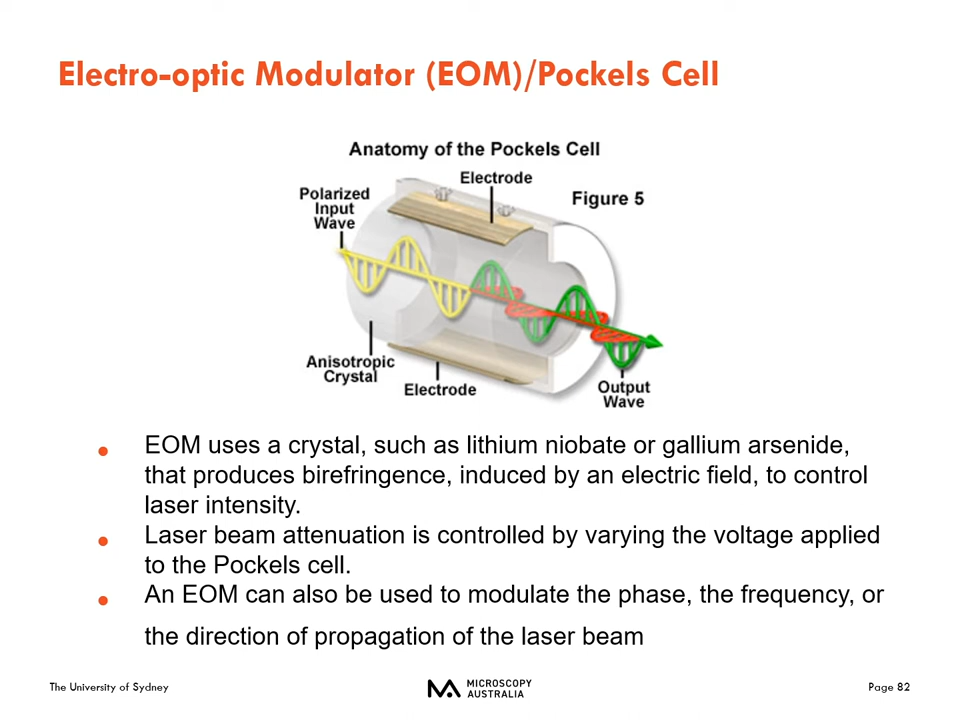 Electro-optic Modulator (EOM)/Pockels Cell
Anatomy of the Pockels Cell
Electrode
Figure 5
Polarized
Input
Wave
Anisotropic
Crystal
Electrode
Output
Wave
• EOM uses a crystal, such as lithium niobate or gallium arsenide,
that produces birefringence, induced by an electric field, to control
laser intensity.
• Laser beam attenuation is controlled by varying the voltage applied
to the Pockels cell.
• An EOM can also be used to modulate the phase, the frequency, or
the direction of propagation of the laser beam
The University of Sydney
MICROSCOPY
AUSTRALIA
Page 82